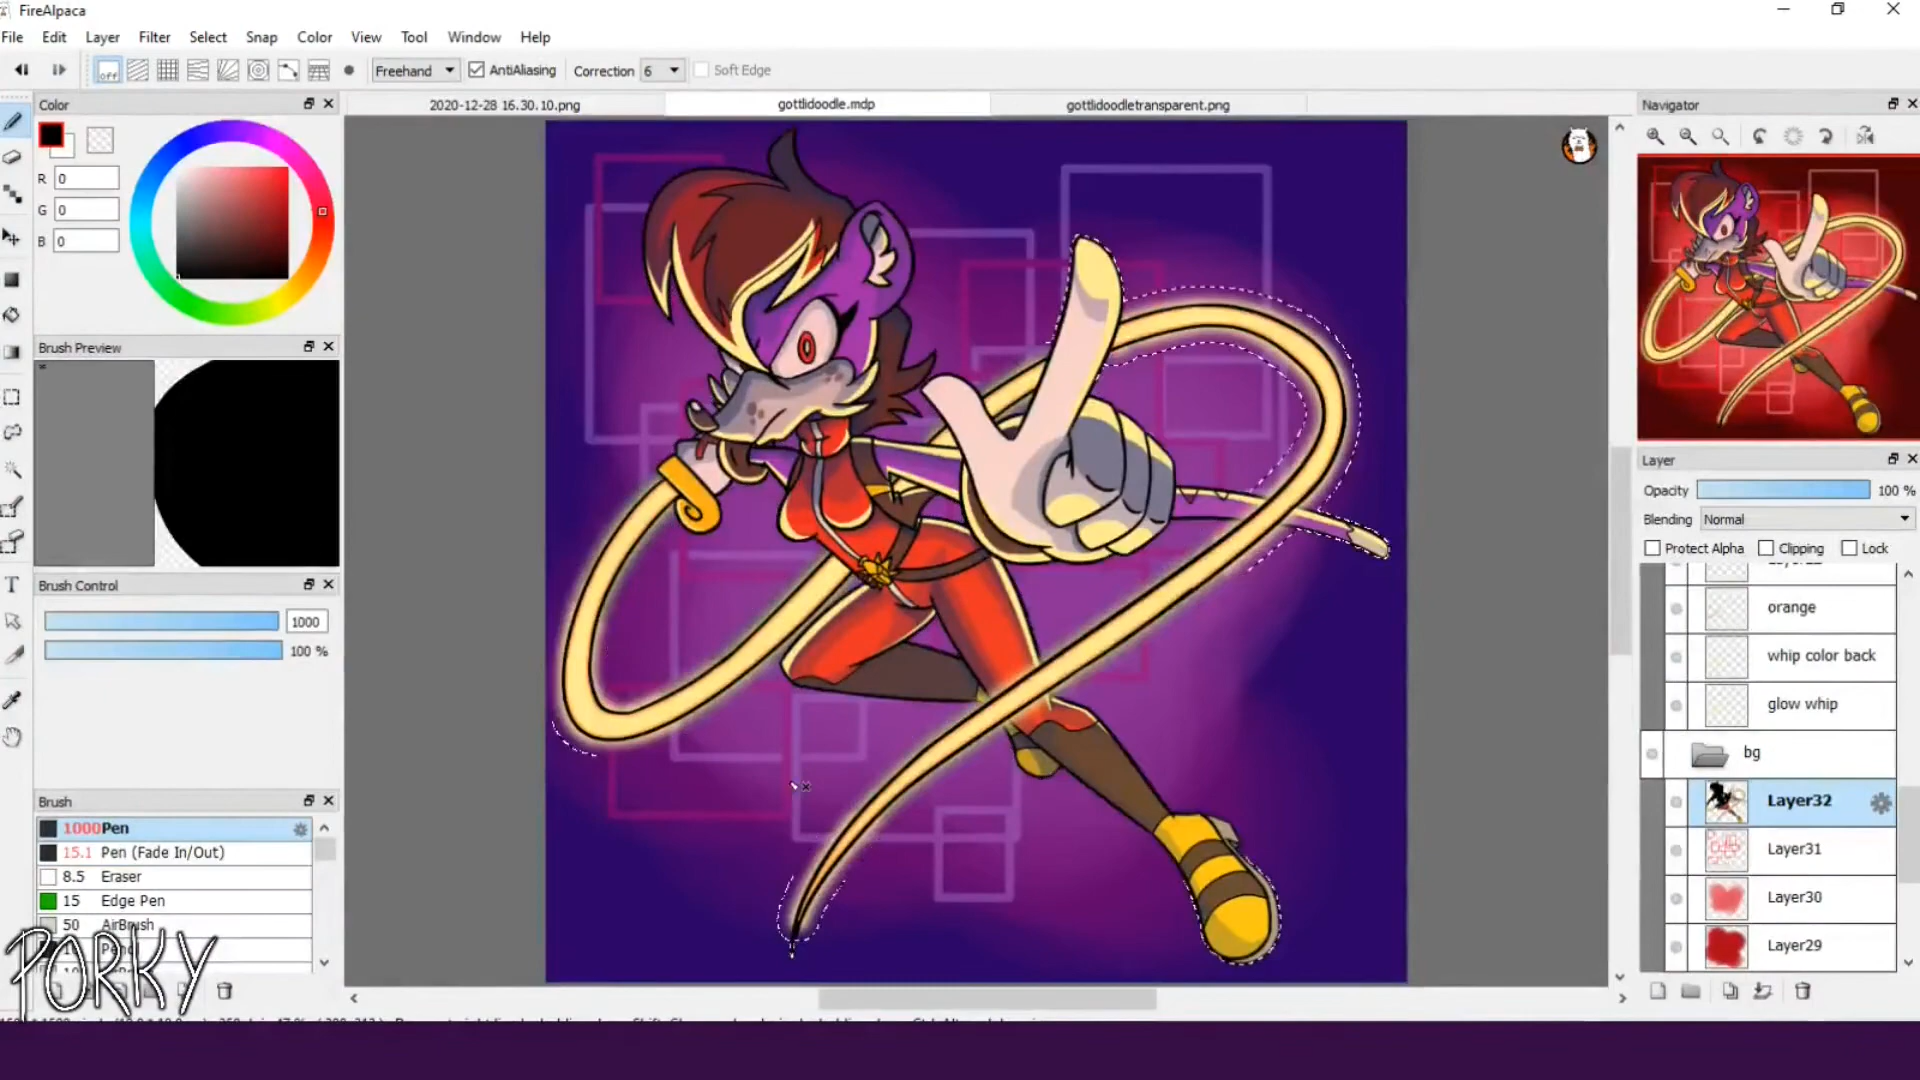 FireAlpaca
File Edit Layer Filter Select Snap Color View Tool Window Help
off Freehand AntiAliasing Correction 6 Soft Edge
Color
2020-12-28 16.30.10.png gottlidoodle.mdp gottlidoodletransparent.png
Navigator
R 0
G 0
B 0
Brush Preview
Layer
Opacity 100 %
Blending Normal
Protect Alpha Clipping Lock
Brush Control
1000
100 %
orange
whip color back
glow whip
bg
Layer32
Layer31
Layer30
Layer29
Brush
1000 Pen
15.1 Pen (Fade In/Out)
8.5 Eraser
15 Edge Pen
50 AirBrush
PORKY